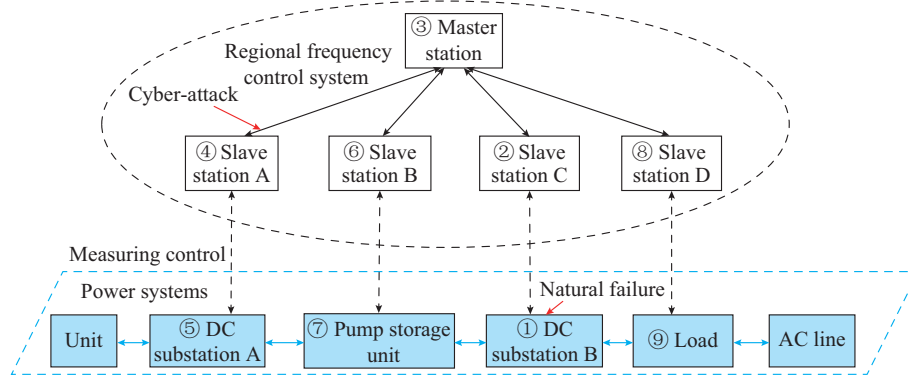 ③ Master
station
Regional frequency
control system
Cyber-attack
④ Slave
station A
⑥ Slave
station B
② Slave
station C
⑧ Slave
station D
Measuring control
Power systems
Natural failure
Unit
⑤ DC
substation A
⑦ Pump storage
unit
① DC
substation B
⑨ Load
AC line